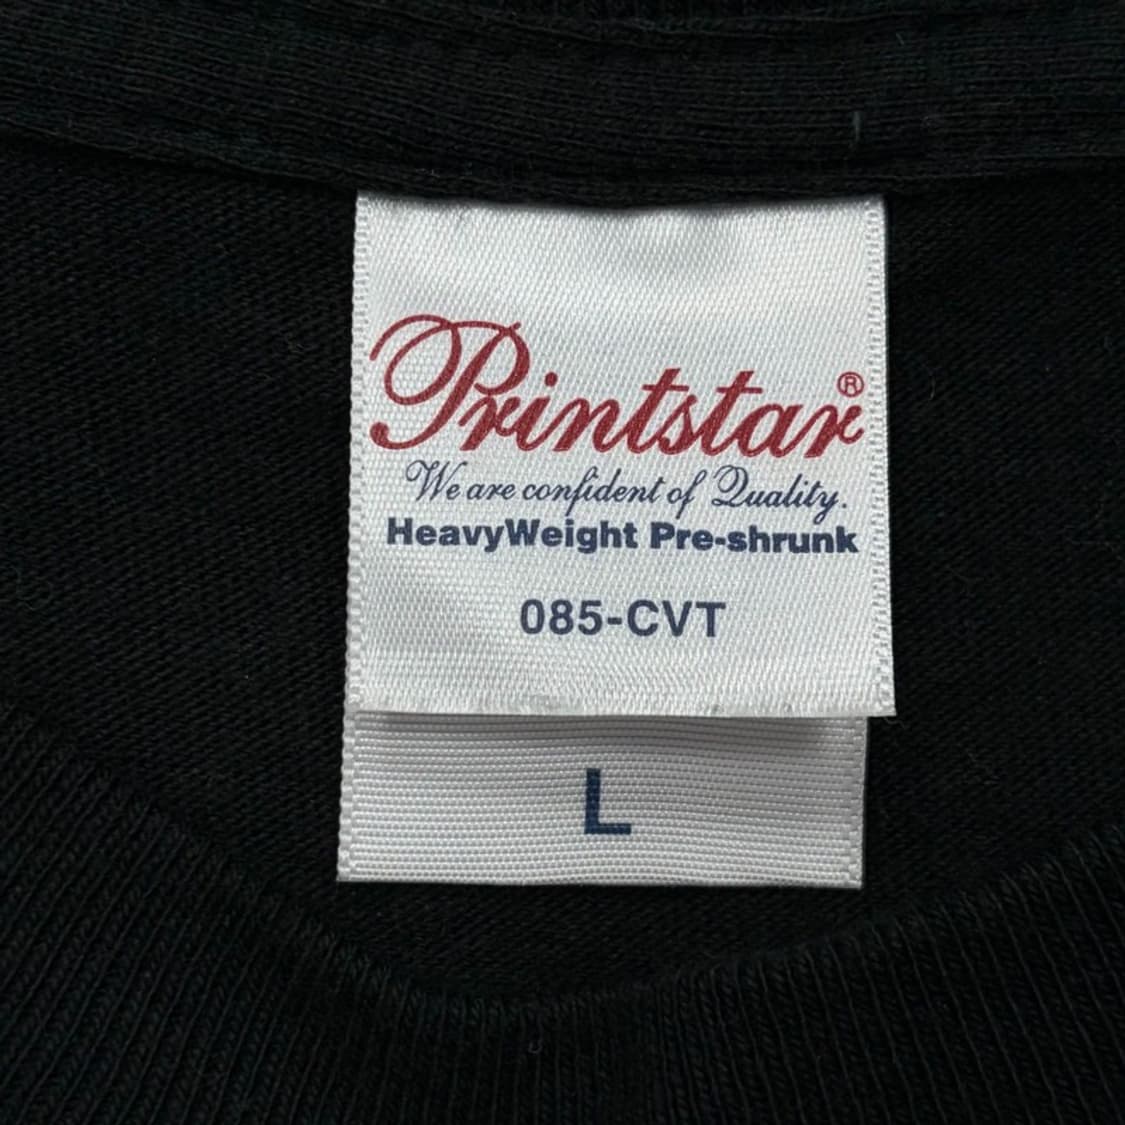 Printstar®
We are confident of Quality.
HeavyWeight Pre-shrunk
085-CVT
L